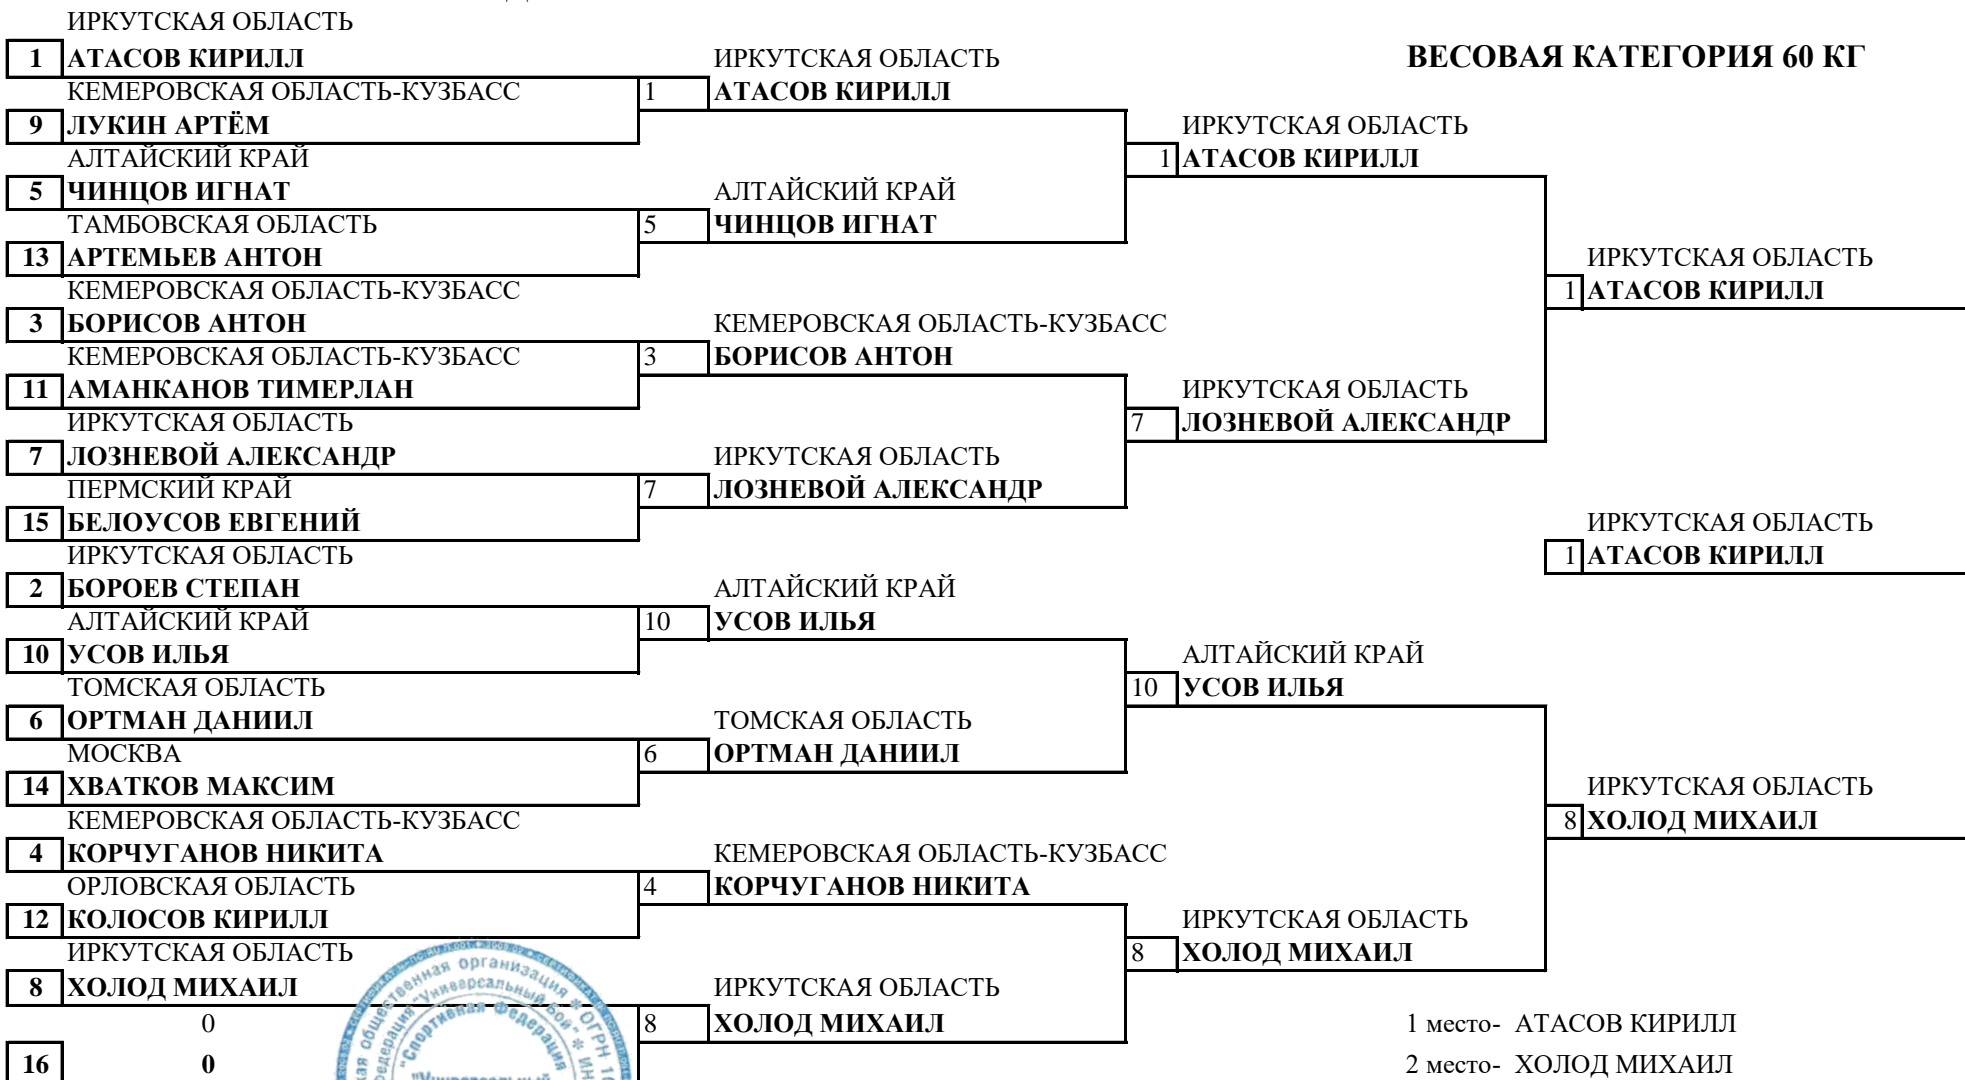 ИРКУТСКАЯ ОБЛАСТЬ
1 АТАСОВ КИРИЛЛ ИРКУТСКАЯ ОБЛАСТЬ ВЕСОВАЯ КАТЕГОРИЯ 60 КГ
КЕМЕРОВСКАЯ ОБЛАСТЬ-КУЗБАСС 1 АТАСОВ КИРИЛЛ
9 ЛУКИН АРТЁМ ИРКУТСКАЯ ОБЛАСТЬ
АЛТАЙСКИЙ КРАЙ 1 АТАСОВ КИРИЛЛ
5 ЧИНЦОВ ИГНАТ АЛТАЙСКИЙ КРАЙ
ТАМБОВСКАЯ ОБЛАСТЬ 5 ЧИНЦОВ ИГНАТ
13 АРТЕМЬЕВ АНТОН ИРКУТСКАЯ ОБЛАСТЬ
КЕМЕРОВСКАЯ ОБЛАСТЬ-КУЗБАСС 1 АТАСОВ КИРИЛЛ
3 БОРИСОВ АНТОН КЕМЕРОВСКАЯ ОБЛАСТЬ-КУЗБАСС
КЕМЕРОВСКАЯ ОБЛАСТЬ-КУЗБАСС 3 БОРИСОВ АНТОН
11 АМАНКАНОВ ТИМЕРЛАН ИРКУТСКАЯ ОБЛАСТЬ
ИРКУТСКАЯ ОБЛАСТЬ 7 ЛОЗНЕВОЙ АЛЕКСАНДР
7 ЛОЗНЕВОЙ АЛЕКСАНДР ИРКУТСКАЯ ОБЛАСТЬ
ПЕРМСКИЙ КРАЙ 7 ЛОЗНЕВОЙ АЛЕКСАНДР
15 БЕЛОУСОВ ЕВГЕНИЙ ИРКУТСКАЯ ОБЛАСТЬ
ИРКУТСКАЯ ОБЛАСТЬ 1 АТАСОВ КИРИЛЛ
2 БОРОЕВ СТЕПАН АЛТАЙСКИЙ КРАЙ
АЛТАЙСКИЙ КРАЙ 10 УСОВ ИЛЬЯ
10 УСОВ ИЛЬЯ АЛТАЙСКИЙ КРАЙ
ТОМСКАЯ ОБЛАСТЬ 10 УСОВ ИЛЬЯ
6 ОРТМАН ДАНИИЛ ТОМСКАЯ ОБЛАСТЬ
МОСКВА 6 ОРТМАН ДАНИИЛ
14 ХВАТКОВ МАКСИМ ИРКУТСКАЯ ОБЛАСТЬ
КЕМЕРОВСКАЯ ОБЛАСТЬ-КУЗБАСС 8 ХОЛОД МИХАИЛ
4 КОРЧУГАНОВ НИКИТА КЕМЕРОВСКАЯ ОБЛАСТЬ-КУЗБАСС
ОРЛОВСКАЯ ОБЛАСТЬ 4 КОРЧУГАНОВ НИКИТА
12 КОЛОСОВ КИРИЛЛ ИРКУТСКАЯ ОБЛАСТЬ
ИРКУТСКАЯ ОБЛАСТЬ 8 ХОЛОД МИХАИЛ
8 ХОЛОД МИХАИЛ ИРКУТСКАЯ ОБЛАСТЬ
0 8 ХОЛОД МИХАИЛ 1 место- АТАСОВ КИРИЛЛ
16 0 2 место- ХОЛОД МИХАИЛ
организация * ОГРН
"Универсальный Бой" *
"Спортивная Федерация